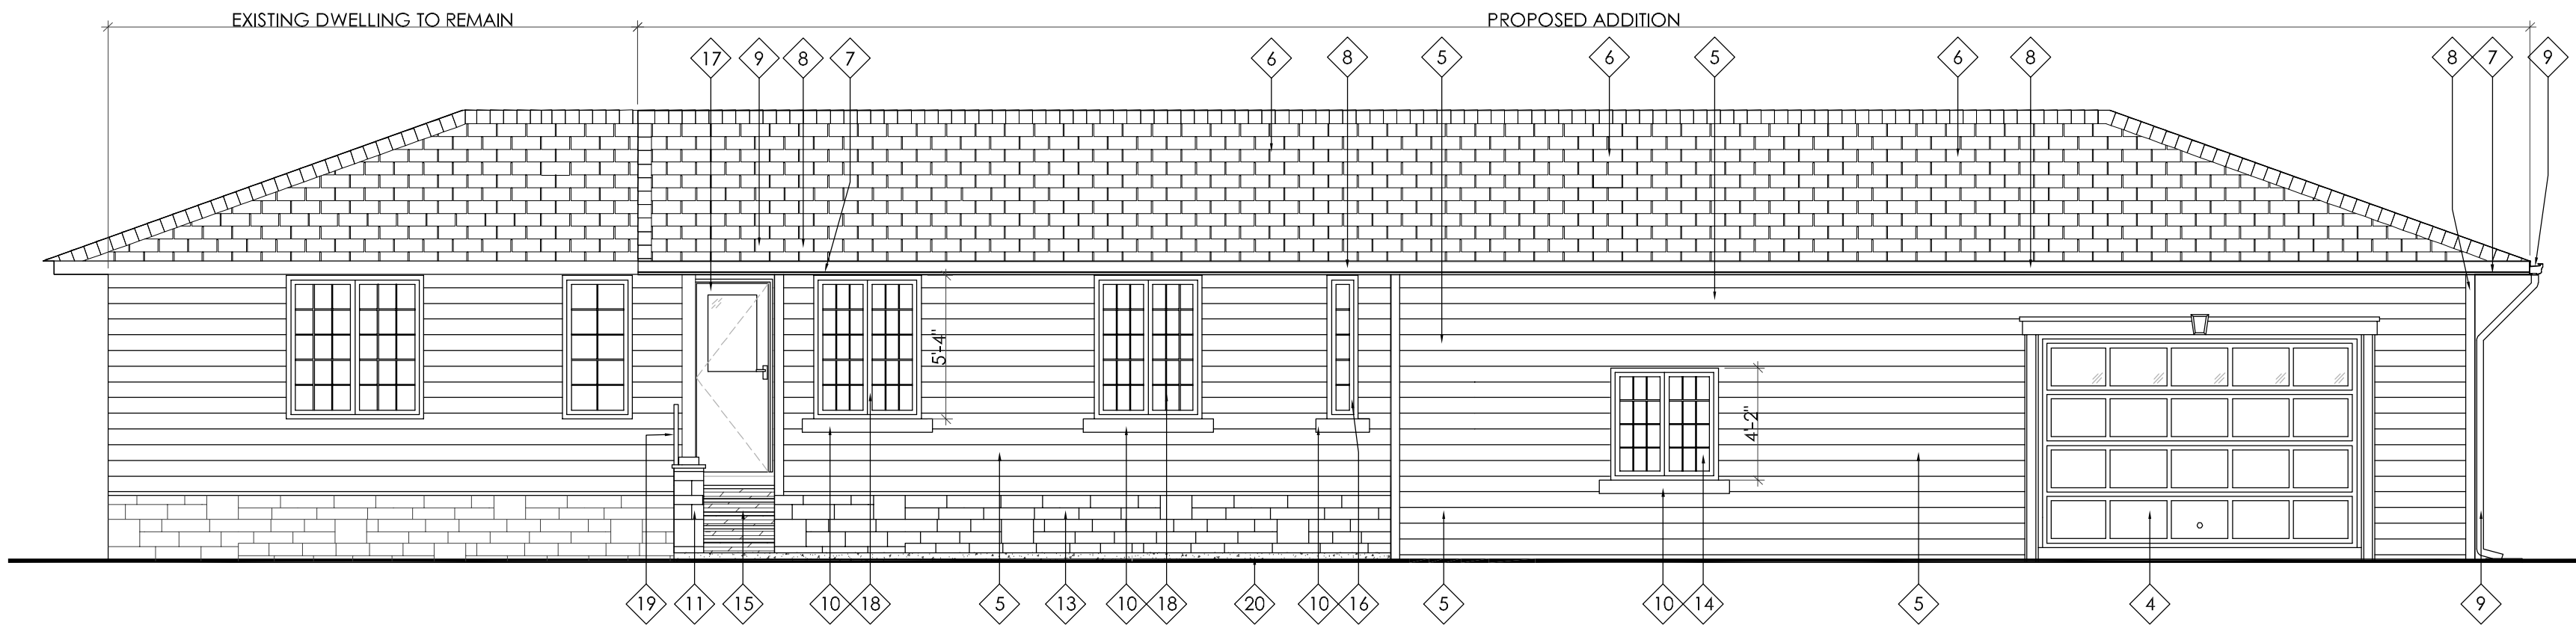 EXISTING DWELLING TO REMAIN PROPOSED ADDITION
17 9 8 7 6 8 5 6 5 6 8 8 7 9
5'-4"
4'-2"
19 11 15 10 18 5 13 10 18 20 10 16 5 10 14 5 4 9